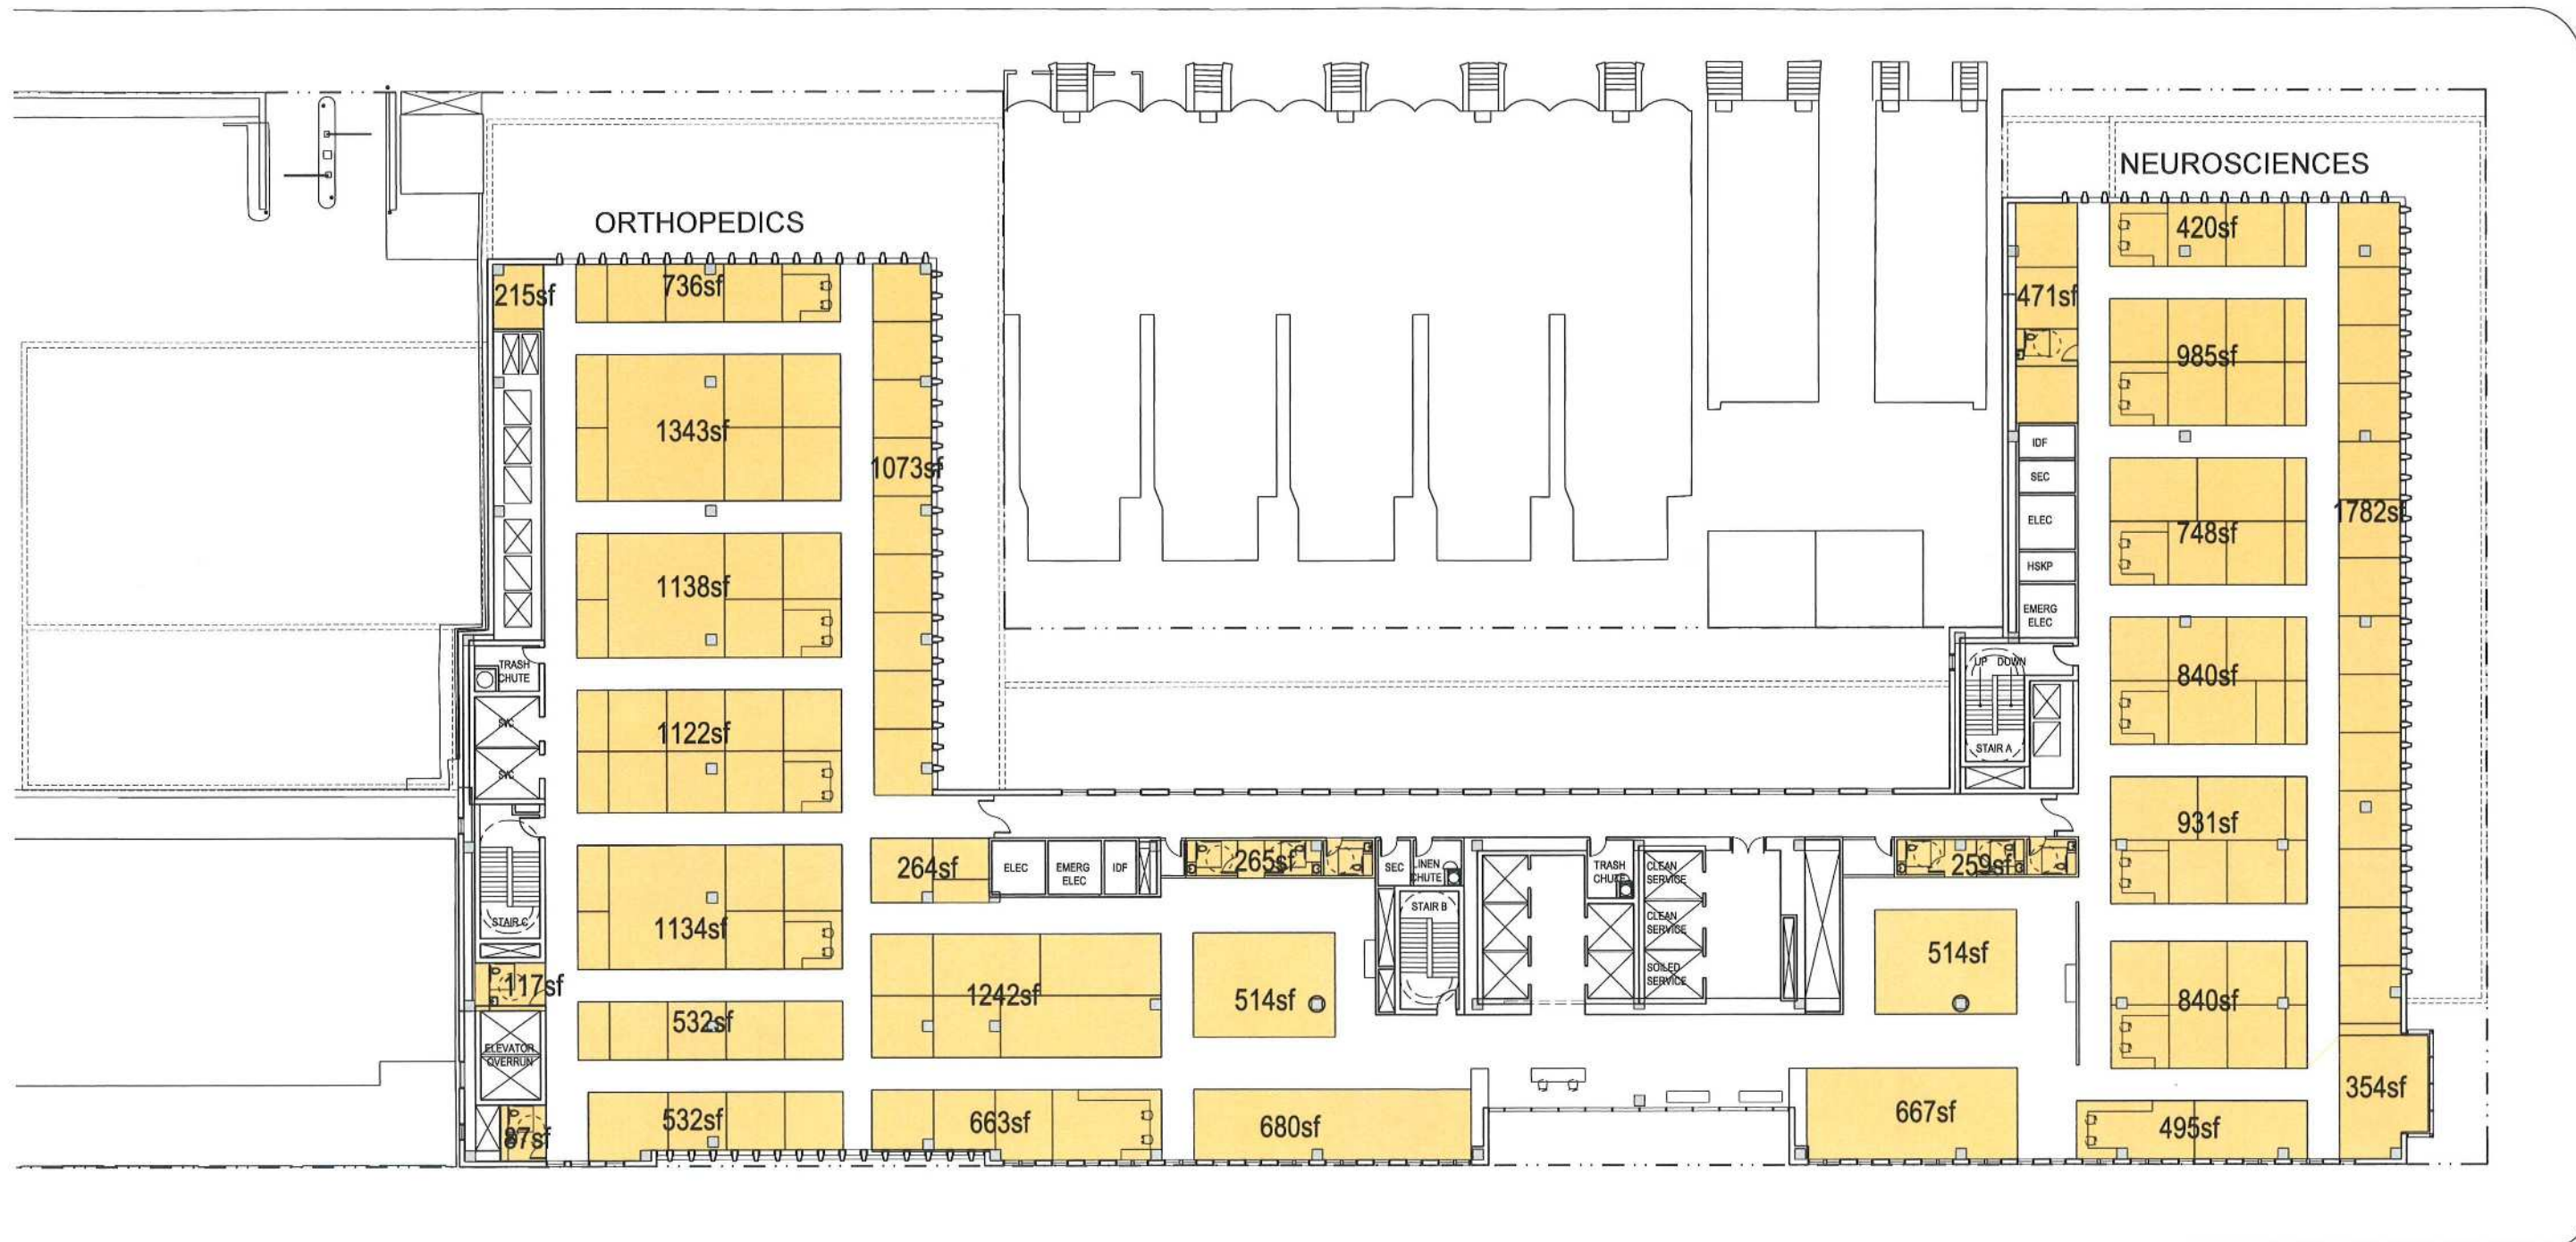 NEUROSCIENCES
ORTHOPEDICS
420sf
736sf
215sf
471sf
985sf
1343sf
IDF
1073sf
SEC
1782sf
ELEC
748sf
HSKP
1138sf
EMERG
ELEC
TRASH
CHUTE
UP DOWN
840sf
SVC
1122sf
STAIR A
SVC
931sf
264sf
ELEC
EMERG
ELEC
IDF
265sf
SEC
LINEN
CHUTE
TRASH
CHUTE
CLEAN
SERVICE
259sf
STAIR B
STAIR C
1134sf
CLEAN
SERVICE
514sf
SOILED
SERVICE
117sf
1242sf
514sf
840sf
532sf
ELEVATOR
OVERRUN
354sf
532sf
663sf
680sf
667sf
495sf
87sf